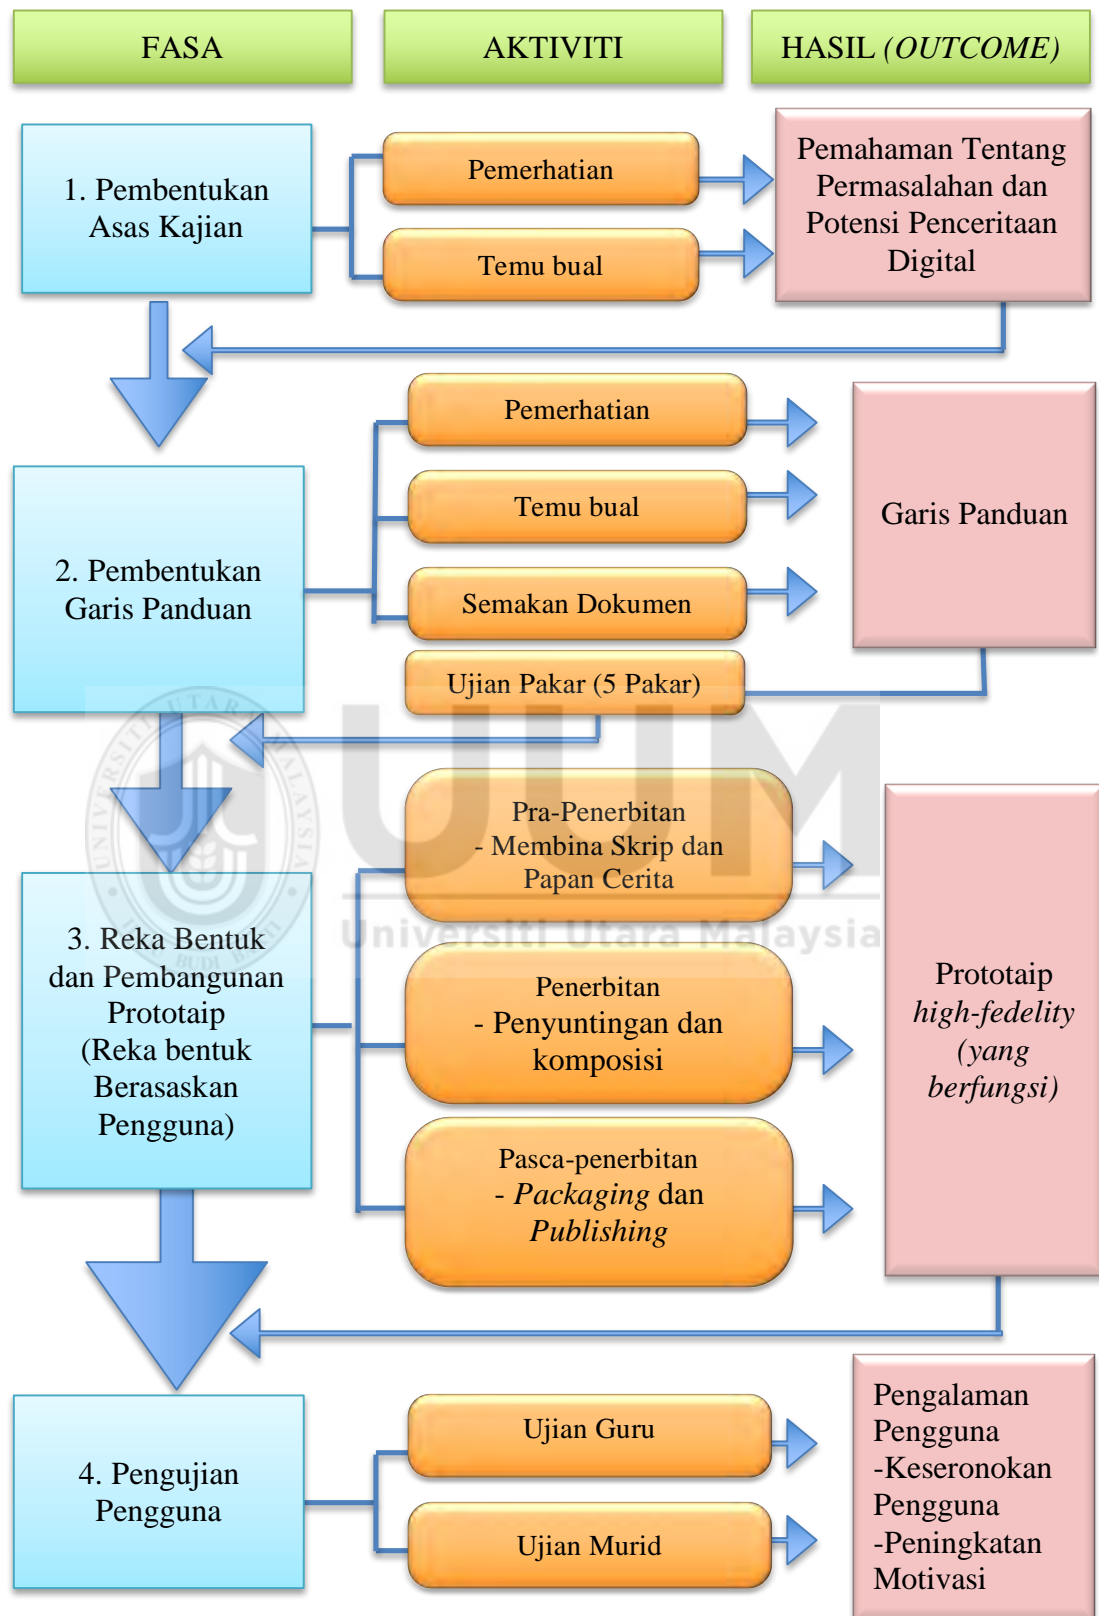 FASA
AKTIVITI
HASIL (OUTCOME)
1. Pembentukan
Asas Kajian
Pemerhatian
Temu bual
Pemahaman Tentang
Permasalahan dan
Potensi Penceritaan
Digital
2. Pembentukan
Garis Panduan
Pemerhatian
Temu bual
Semakan Dokumen
Ujian Pakar (5 Pakar)
Garis Panduan
3. Reka Bentuk
dan Pembangunan
Prototaip
(Reka bentuk
Berasaskan
Pengguna)
Pra-Penerbitan
- Membina Skrip dan
Papan Cerita
Penerbitan
- Penyuntingan dan
komposisi
Pasca-penerbitan
- Packaging dan
Publishing
Prototaip
high-fedelity
(yang
berfungsi)
4. Pengujian
Pengguna
Ujian Guru
Ujian Murid
Pengalaman
Pengguna
-Keseronokan
Pengguna
-Peningkatan
Motivasi
UNIVERSITI UTARA MALAYSIA
UUM
Universiti Utara Malaysia